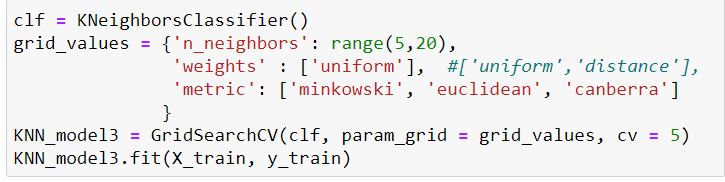 clf = KNeighborsClassifier()
grid_values = {'n_neighbors': range(5,20),
               'weights' : ['uniform'],  #['uniform','distance'],
               'metric': ['minkowski', 'euclidean', 'canberra']
              }
KNN_model3 = GridSearchCV(clf, param_grid = grid_values, cv = 5)
KNN_model3.fit(X_train, y_train)